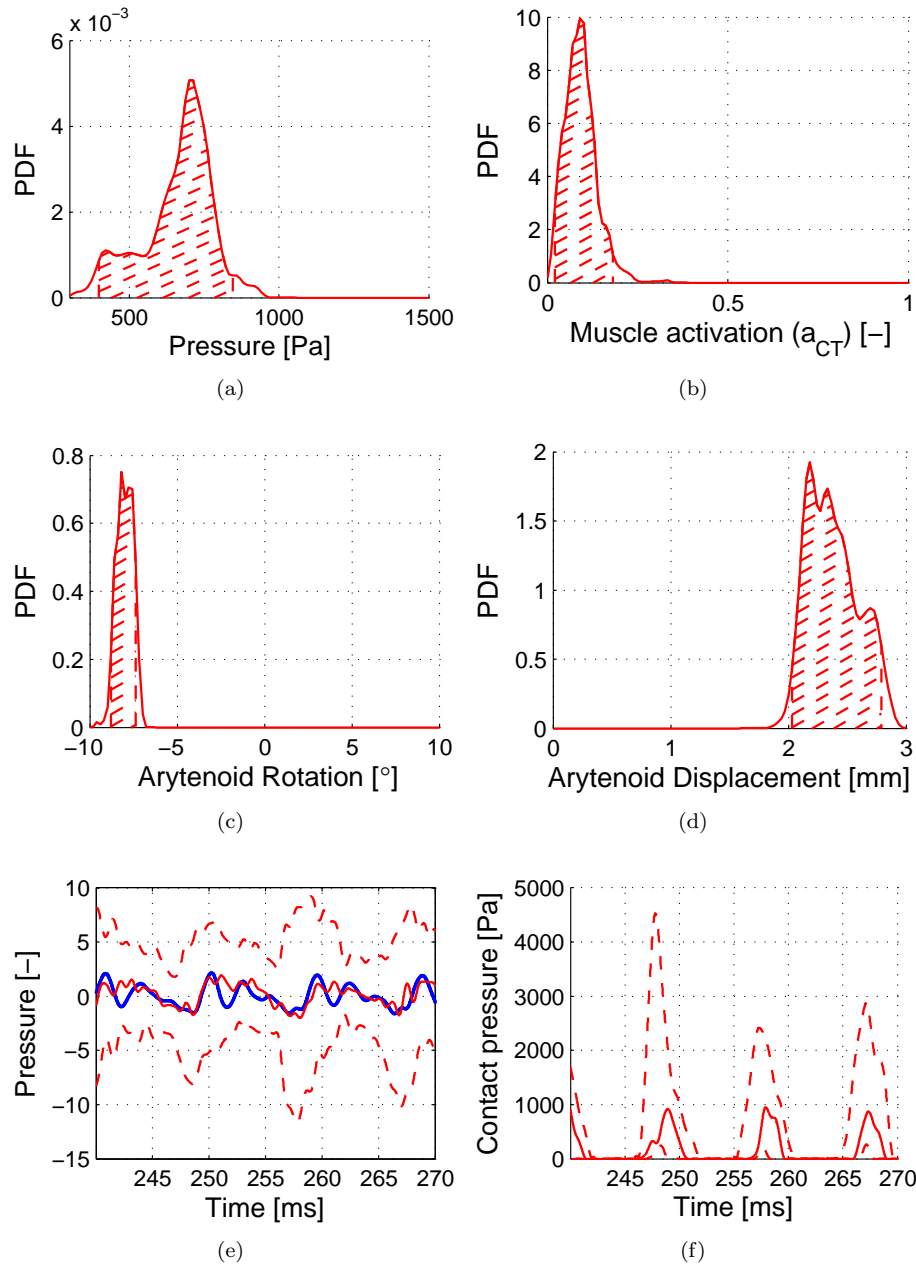 x 10^−3
6
4
2
0
PDF
500 1000 1500
Pressure [Pa]
(a)
10
8
6
4
2
0
PDF
0 0.5 1
Muscle activation (a_CT) [−]
(b)
0.8
0.6
0.4
0.2
0
PDF
−10 −5 0 5 10
Arytenoid Rotation [°]
(c)
2
1.5
1
0.5
0
PDF
0 1 2 3
Arytenoid Displacement [mm]
(d)
10
5
0
−5
−10
−15
Pressure [−]
245 250 255 260 265 270
Time [ms]
(e)
5000
4000
3000
2000
1000
0
Contact pressure [Pa]
245 250 255 260 265 270
Time [ms]
(f)